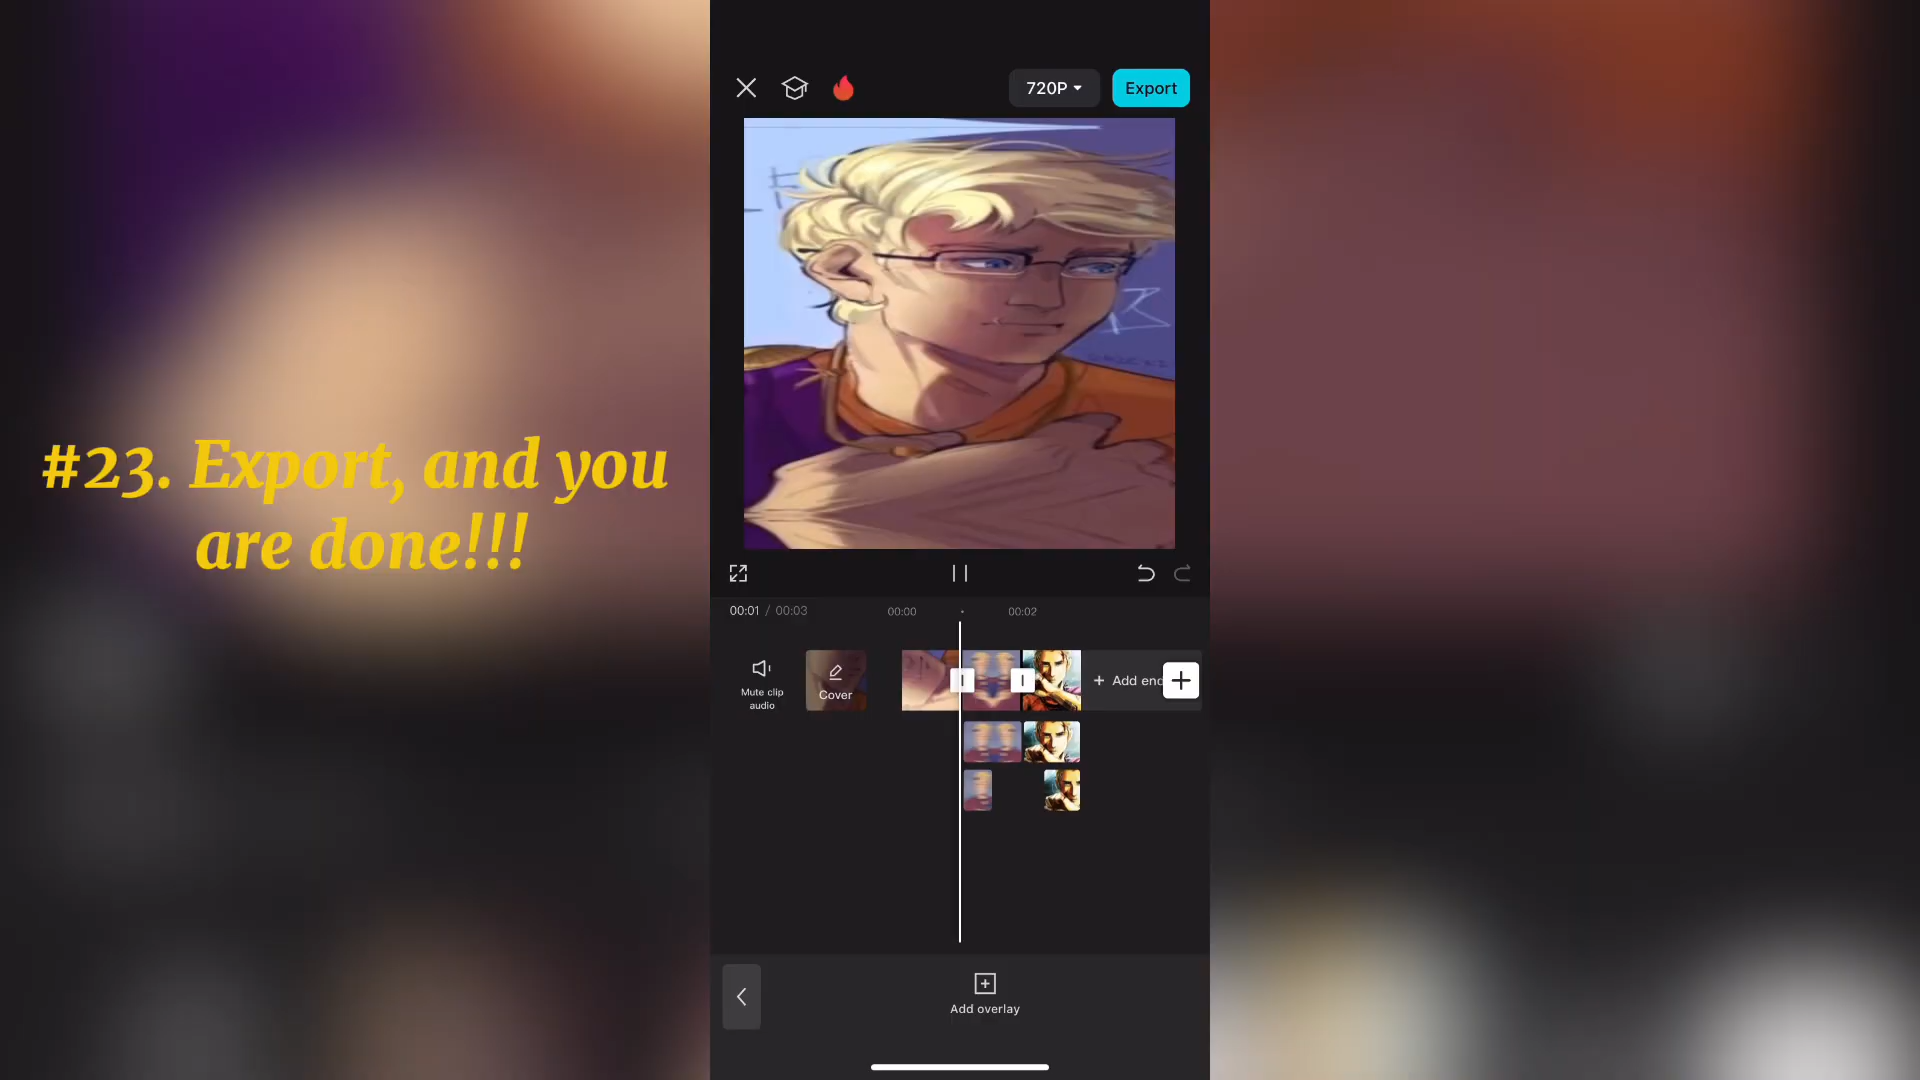 720P
Export
#23. Export, and you
are done!!!
00:01 / 00:03
00:00
00:02
Mute clip
audio
Cover
+ Add end
Add overlay